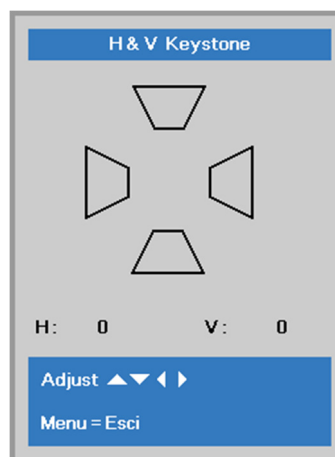 H & V Keystone
H: 0 V: 0
Adjust
Menu = Esci